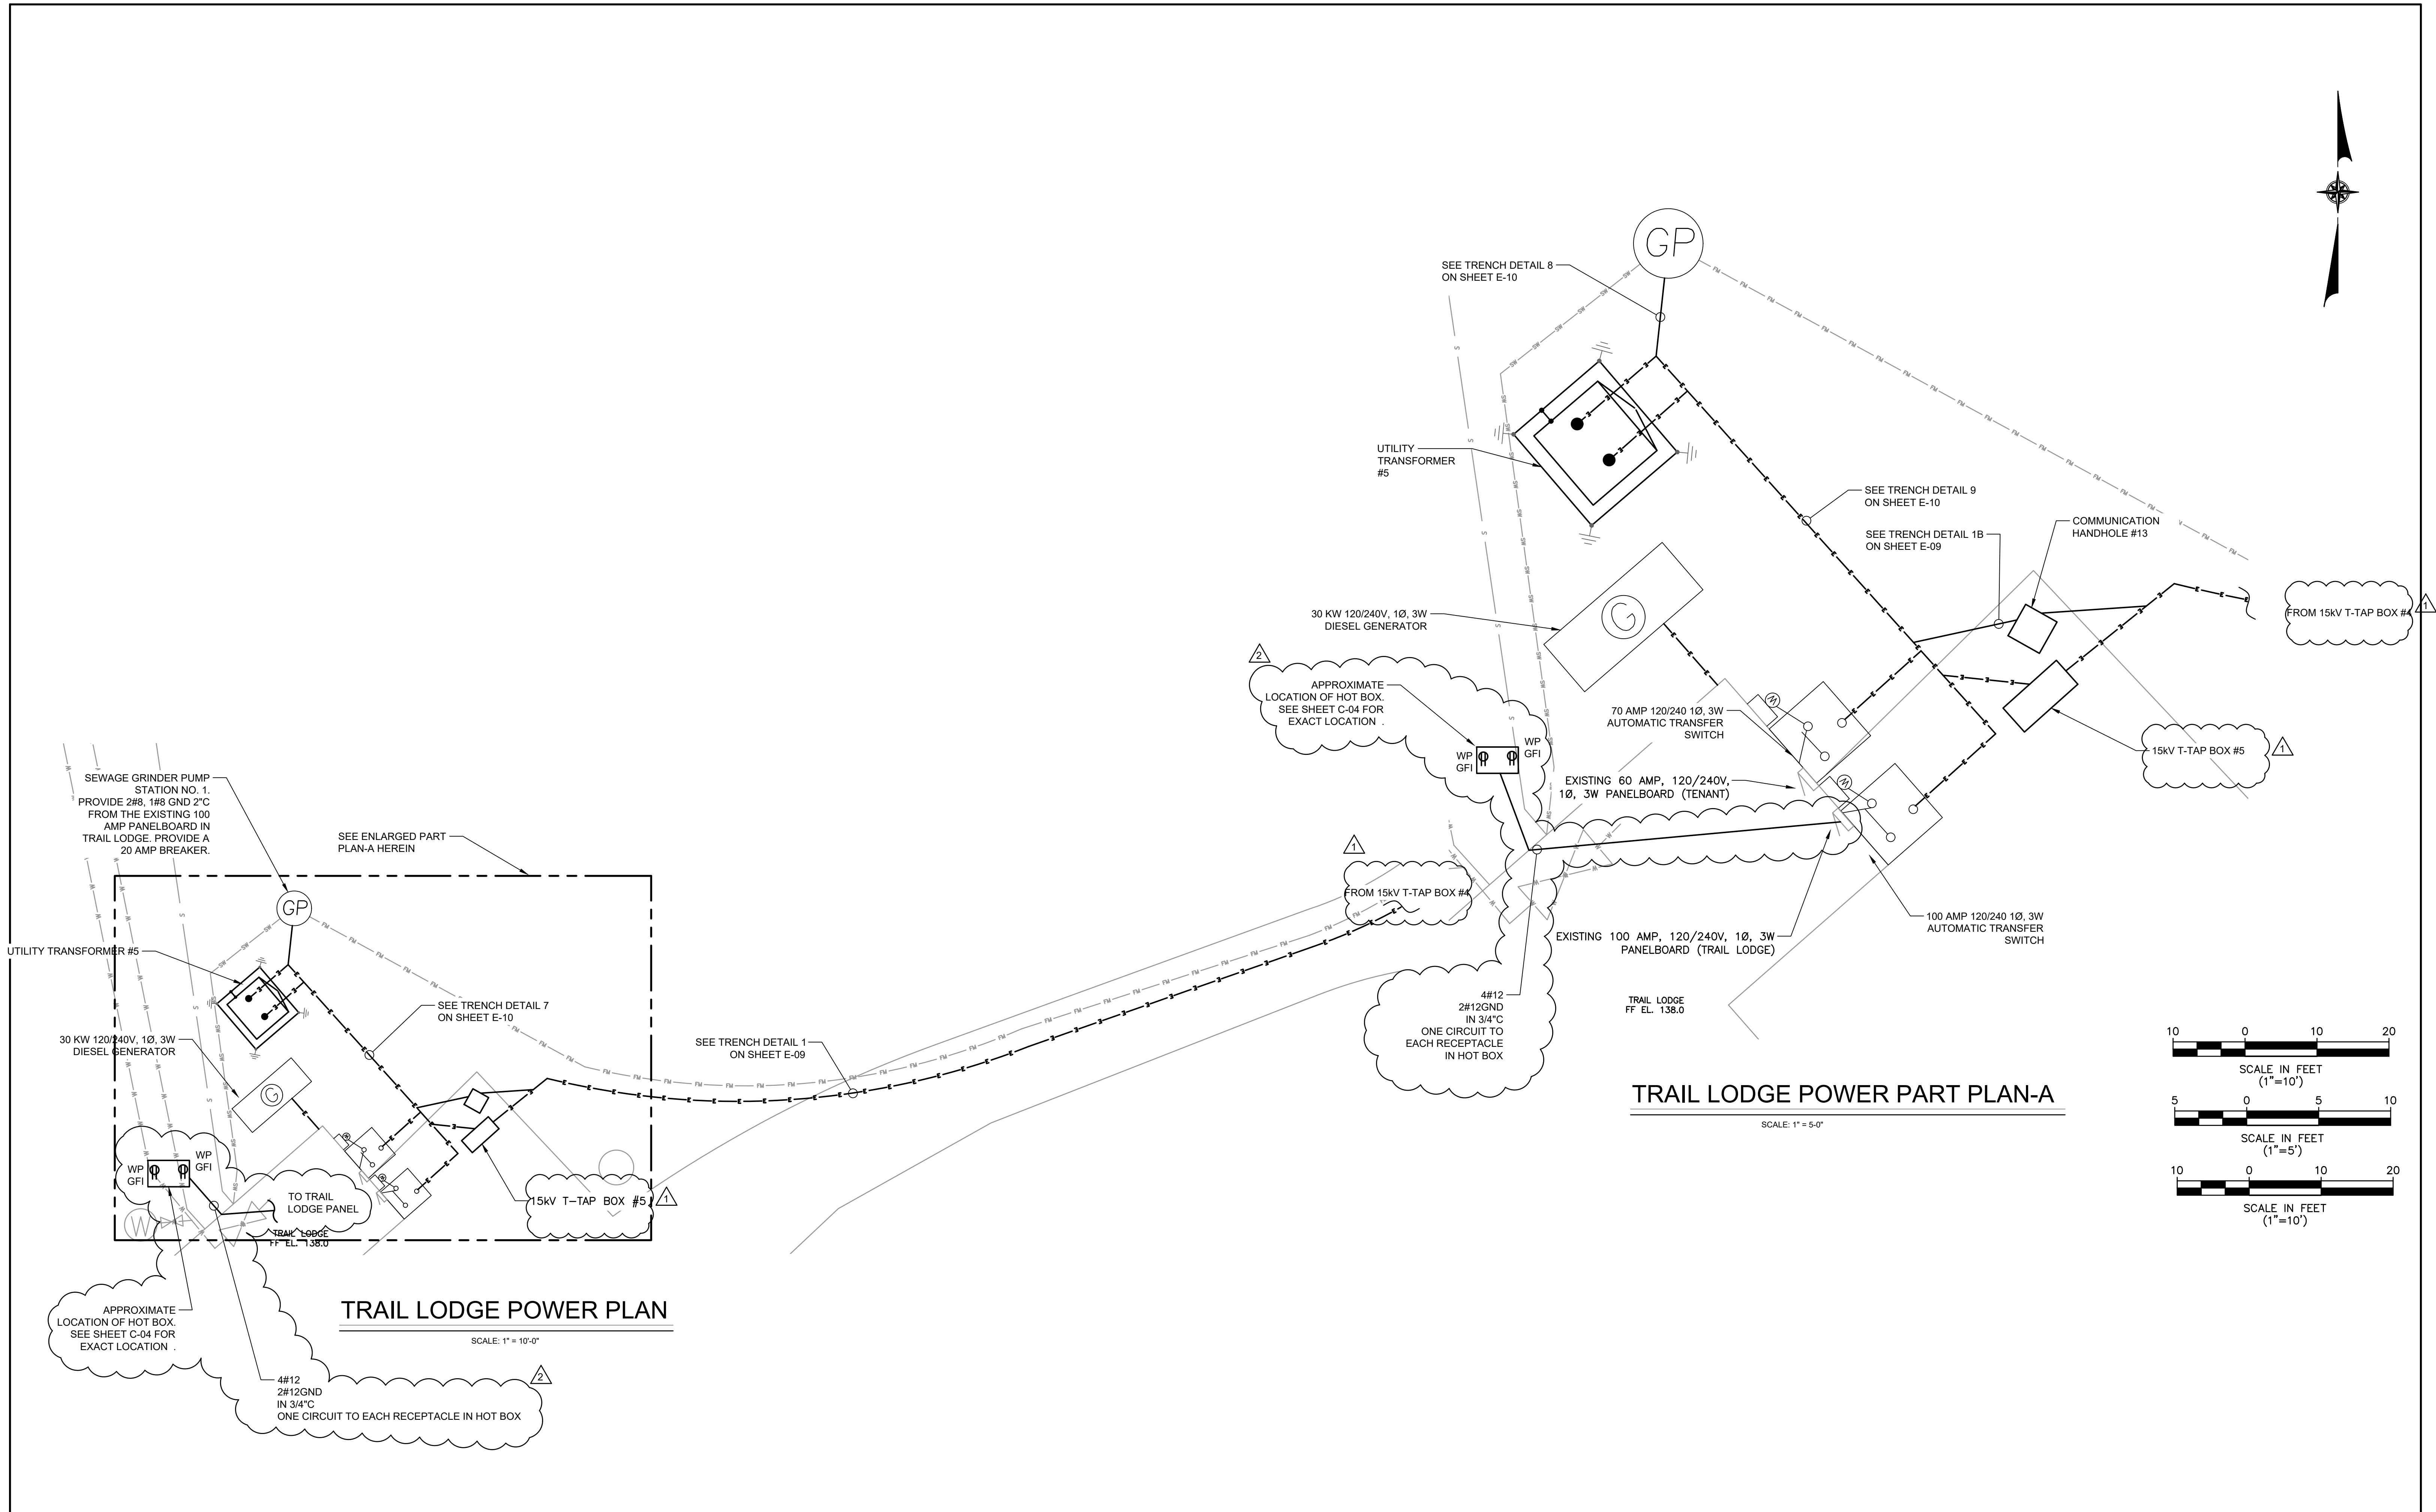 SEWAGE GRINDER PUMP
STATION NO. 1.
PROVIDE 2#8, 1#8 GND 2"C
FROM THE EXISTING 100
AMP PANELBOARD IN
TRAIL LODGE. PROVIDE A
20 AMP BREAKER.
SEE ENLARGED PART
PLAN-A HEREIN
GP
UTILITY TRANSFORMER #5
SEE TRENCH DETAIL 7
ON SHEET E-10
30 KW 120/240V, 1Ø, 3W
DIESEL GENERATOR
G
SEE TRENCH DETAIL 1
ON SHEET E-09
WP
GFI
WP
GFI
TO TRAIL
LODGE PANEL
15kV T-TAP BOX #5
1
W
TRAIL LODGE
FF EL. 138.0
APPROXIMATE
LOCATION OF HOT BOX.
SEE SHEET C-04 FOR
EXACT LOCATION .
4#12
2#12GND
IN 3/4"C
ONE CIRCUIT TO EACH RECEPTACLE IN HOT BOX
2
TRAIL LODGE POWER PLAN
SCALE: 1" = 10'-0"
GP
SEE TRENCH DETAIL 8
ON SHEET E-10
UTILITY
TRANSFORMER
#5
SEE TRENCH DETAIL 9
ON SHEET E-10
SEE TRENCH DETAIL 1B
ON SHEET E-09
COMMUNICATION
HANDHOLE #13
FROM 15kV T-TAP BOX #4
1
30 KW 120/240V, 1Ø, 3W
DIESEL GENERATOR
G
2
APPROXIMATE
LOCATION OF HOT BOX.
SEE SHEET C-04 FOR
EXACT LOCATION .
WP
GFI
WP
GFI
70 AMP 120/240 1Ø, 3W
AUTOMATIC TRANSFER
SWITCH
M
15kV T-TAP BOX #5
1
EXISTING 60 AMP, 120/240V,
1Ø, 3W PANELBOARD (TENANT)
M
1
FROM 15kV T-TAP BOX #4
EXISTING 100 AMP, 120/240V, 1Ø, 3W
PANELBOARD (TRAIL LODGE)
100 AMP 120/240 1Ø, 3W
AUTOMATIC TRANSFER
SWITCH
4#12
2#12GND
IN 3/4"C
ONE CIRCUIT TO
EACH RECEPTACLE
IN HOT BOX
TRAIL LODGE
FF EL. 138.0
TRAIL LODGE POWER PART PLAN-A
SCALE: 1" = 5-0"
10 0 10 20
SCALE IN FEET
(1"=10')
5 0 5 10
SCALE IN FEET
(1"=5')
10 0 10 20
SCALE IN FEET
(1"=10')